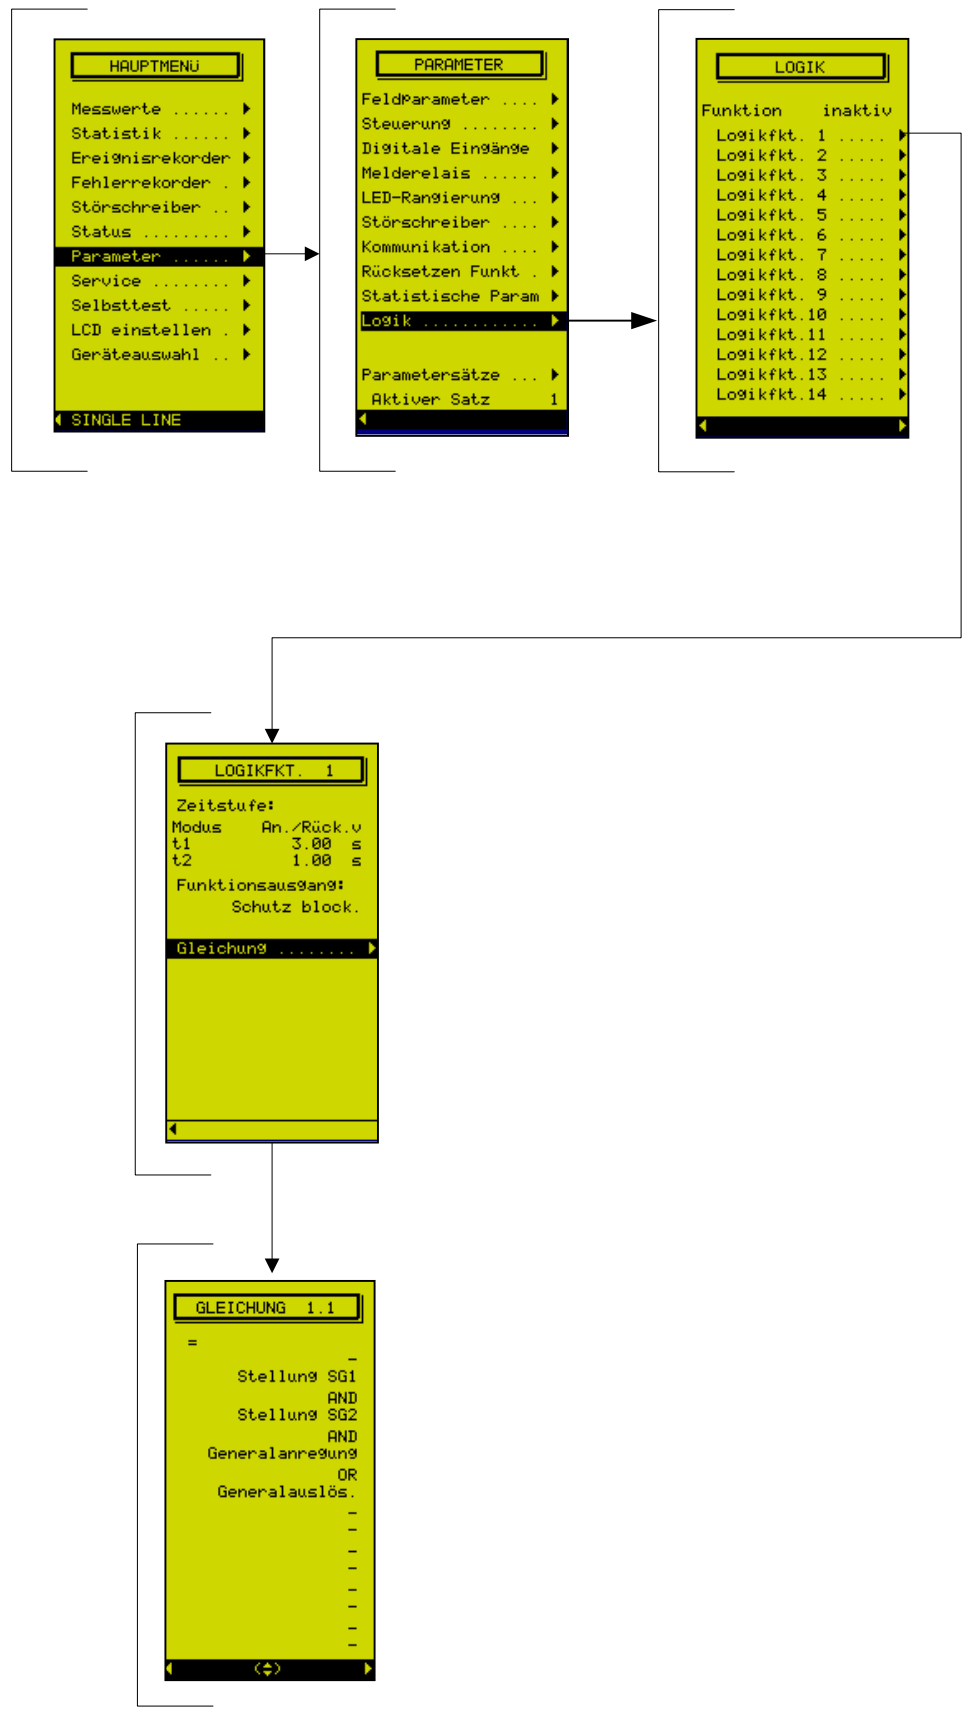 HAUPTMENÜ
Messwerte ...... 
Statistik ...... 
Ereignisrekorder
Fehlerrekorder .
Störschreiber ..
Status .........
Parameter ......
Service ........
Selbsttest .....
LCD einstellen .
Geräteauswahl ..
SINGLE LINE
PARAMETER
Feldparameter ....
Steuerung ........
Digitale Eingänge
Melderelais ......
LED-Rangierung ...
Störschreiber ....
Kommunikation ....
Rücksetzen Funkt .
Statistische Param
Logik ............
Parametersätze ...
Aktiver Satz 1
LOGIK
Funktion inaktiv
Logikfkt. 1 .....
Logikfkt. 2 .....
Logikfkt. 3 .....
Logikfkt. 4 .....
Logikfkt. 5 .....
Logikfkt. 6 .....
Logikfkt. 7 .....
Logikfkt. 8 .....
Logikfkt. 9 .....
Logikfkt.10 .....
Logikfkt.11 .....
Logikfkt.12 .....
Logikfkt.13 .....
Logikfkt.14 .....
LOGIKFKT. 1
Zeitstufe:
Modus An./Rück.v
t1 3.00 s
t2 1.00 s
Funktionsausgang:
Schutz block.
Gleichung ........
GLEICHUNG 1.1
=
–
Stellung SG1
AND
Stellung SG2
AND
Generalanregung
OR
Generalauslös.
–
–
–
–
–
–
–
–